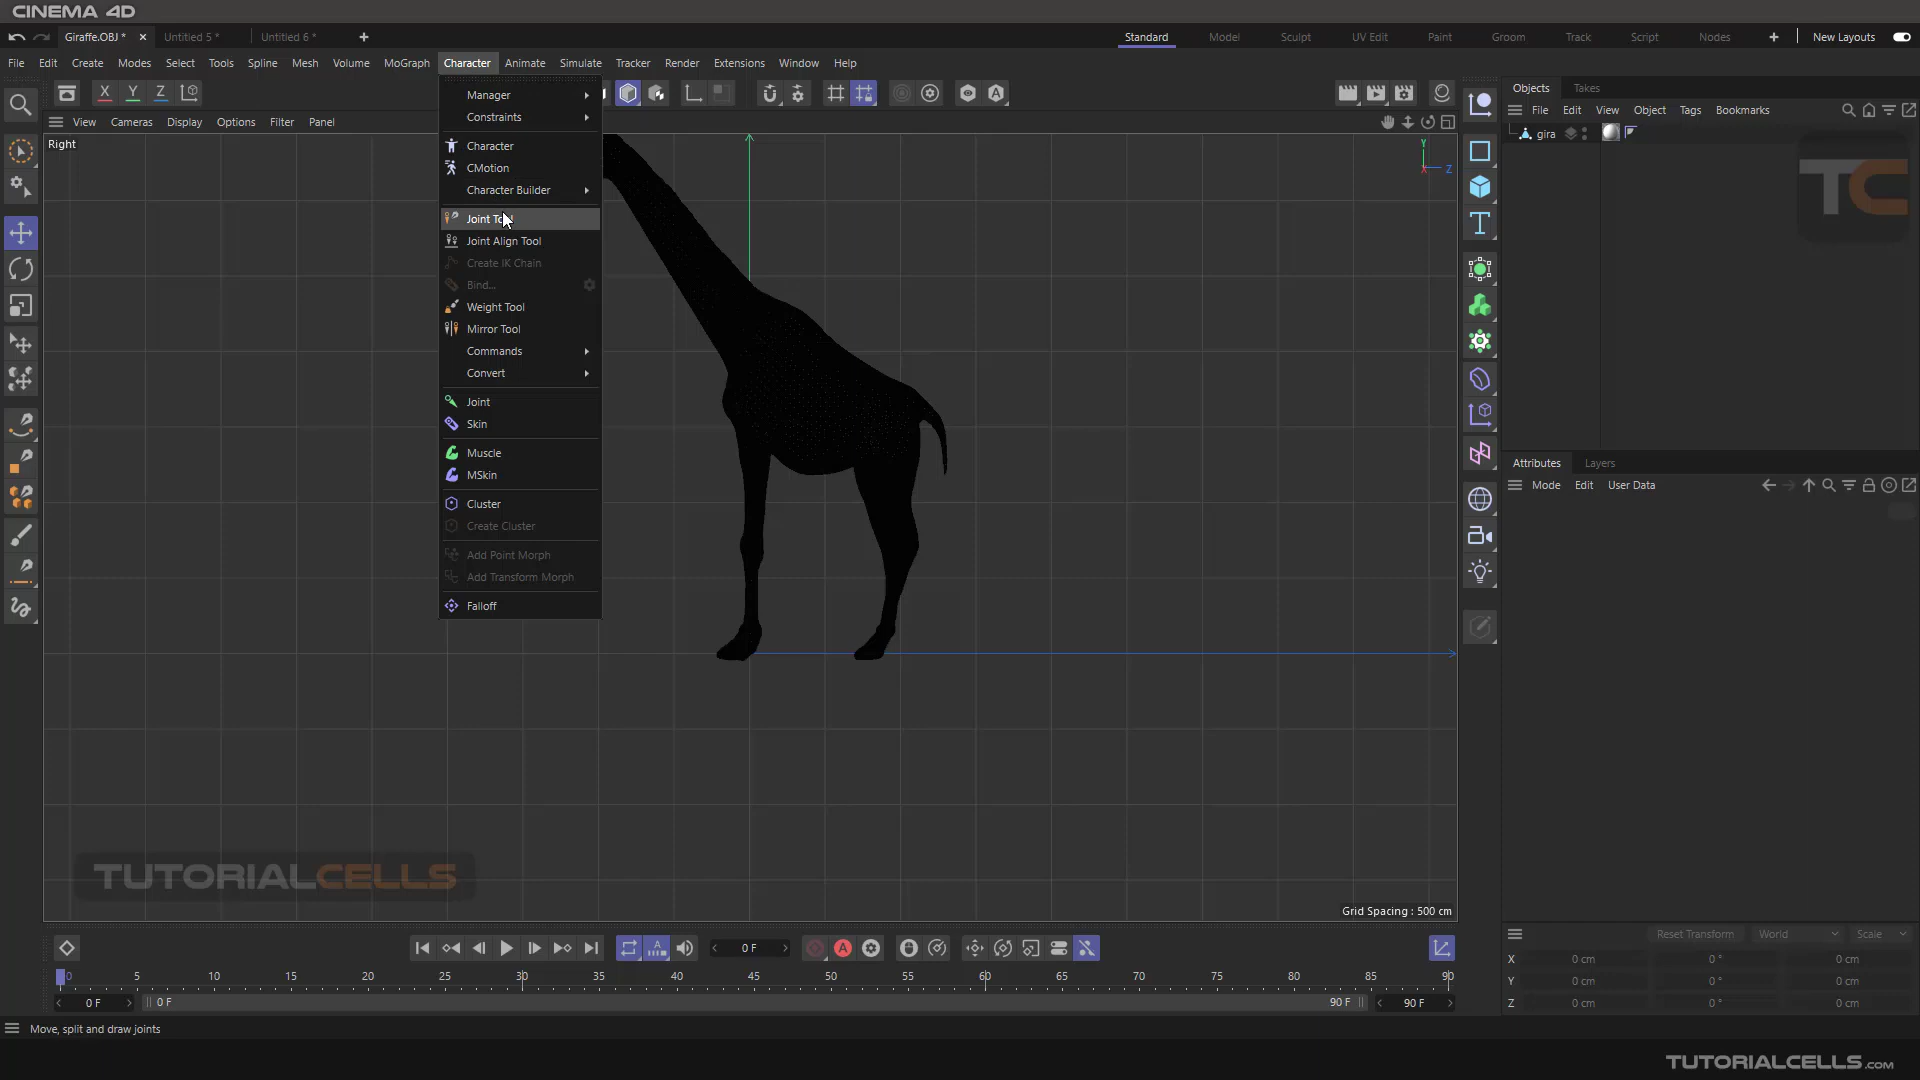 CINEMA 4D
Giraffe.OBJ *
Untitled 5 *
Untitled 6 *
Standard
Model
Sculpt
UV Edit
Paint
Groom
Track
Script
Nodes
New Layouts
File Edit Create Modes Select Tools Spline Mesh Volume MoGraph Character Animate Simulate Tracker Render Extensions Window Help
X Y Z
View Cameras Display Options Filter Panel
Right
Manager
Constraints
Character
CMotion
Character Builder
Joint Tool
Joint Align Tool
Create IK Chain
Bind...
Weight Tool
Mirror Tool
Commands
Convert
Joint
Skin
Muscle
MSkin
Cluster
Create Cluster
Add Point Morph
Add Transform Morph
Falloff
Y
X
Z
Grid Spacing : 500 cm
TUTORIALCELLS
Objects Takes
File Edit View Object Tags Bookmarks
gira
TC
Attributes Layers
Mode Edit User Data
Reset Transform World Scale
X 0 cm 0 ° 0 cm
Y 0 cm 0 ° 0 cm
Z 0 cm 0 ° 0 cm
0 F
0 5 10 15 20 25 30 35 40 45 50 55 60 65 70 75 80 85 90
0 F 0 F 90 F 90 F
Move, split and draw joints
TUTORIALCELLS.COM